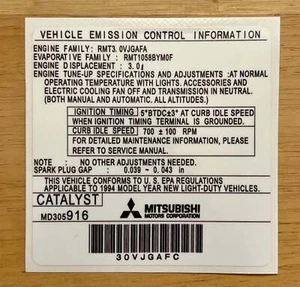 VEHICLE EMISSION CONTROL INFORMATION
ENGINE FAMILY: RMT3.0VJGAFA
EVAPORATIVE FAMILY : RMT1058BYM0F
ENGINE DISPLACEMENT : 3.0ℓ
ENGINE TUNE-UP SPECIFICATIONS AND ADJUSTMENTS :AT NORMAL
OPERATING TEMPERATURE WITH LIGHTS, ACCESSORIES AND
ELECTRIC COOLING FAN OFF AND TRANSMISSION IN NEUTRAL.
(BOTH MANUAL AND AUTOMATIC. ALL ALTITUDES.)
IGNITION TIMING 5°BTDC±3° AT CURB IDLE SPEED
WHEN IGNITION TIMING TERMINAL IS GROUNDED.
CURB IDLE SPEED 700 ± 100 RPM
FOR DETAILED MAINTENANCE INFORMATION, PLEASE
REFER TO SERVICE MANUAL.
NOTE : NO OTHER ADJUSTMENTS NEEDED.
SPARK PLUG GAP : 0.039 - 0.043 in
THIS VEHICLE CONFORMS TO U.S. EPA REGULATIONS
APPLICABLE TO 1994 MODEL YEAR NEW LIGHT-DUTY VEHICLES.
CATALYST
MD305916
MITSUBISHI
MOTORS CORPORATION
30VJGAFC